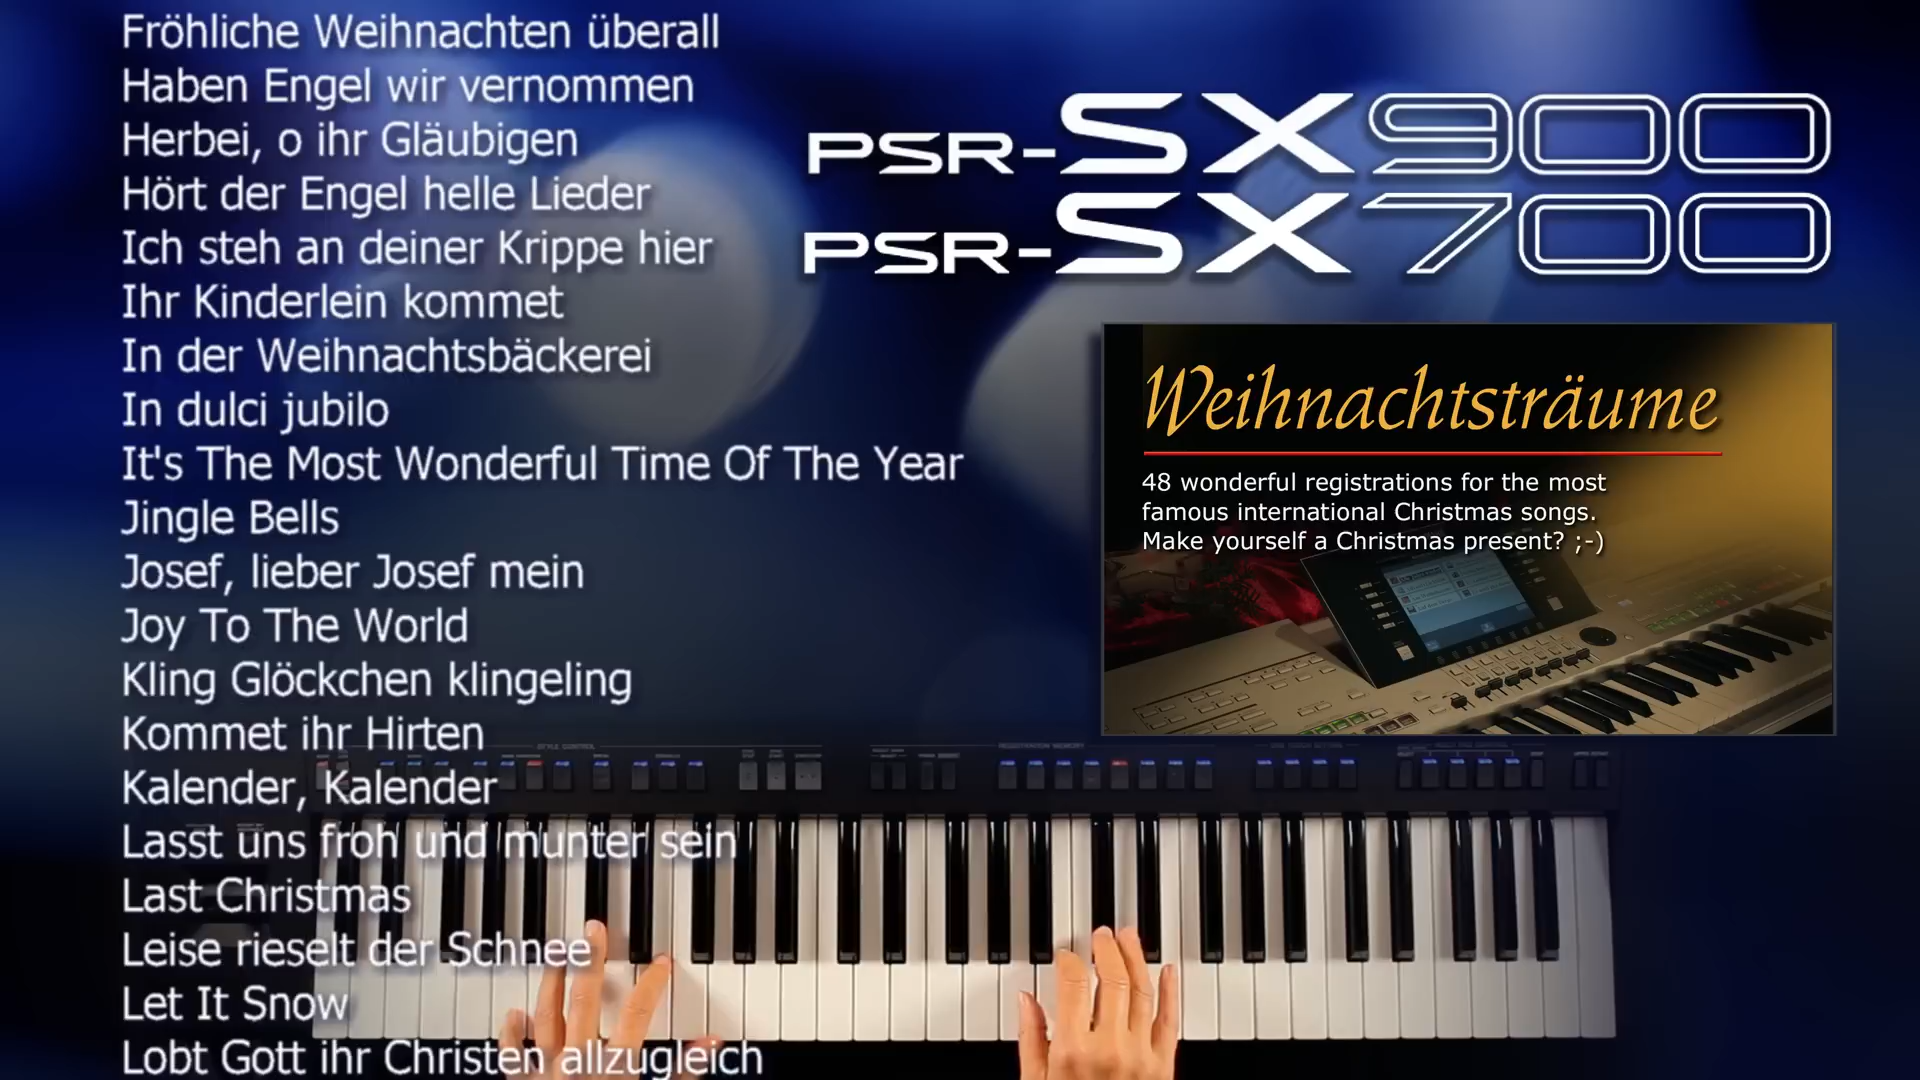 Fröhliche Weihnachten überall
Haben Engel wir vernommen
Herbei, o ihr Gläubigen
Hört der Engel helle Lieder
Ich steh an deiner Krippe hier
Ihr Kinderlein kommet
In der Weihnachtsbäckerei
In dulci jubilo
It's The Most Wonderful Time Of The Year
Jingle Bells
Josef, lieber Josef mein
Joy To The World
Kling Glöckchen klingeling
Kommet ihr Hirten
Kalender, Kalender
Lasst uns froh und munter sein
Last Christmas
Leise rieselt der Schnee
Let It Snow
Lobt Gott ihr Christen allzugleich
PSR-SX900
PSR-SX700
Weihnachtsträume
48 wonderful registrations for the most
famous international Christmas songs.
Make yourself a Christmas present? ;-)
STYLE CONTROL
REGISTRATION MEMORY